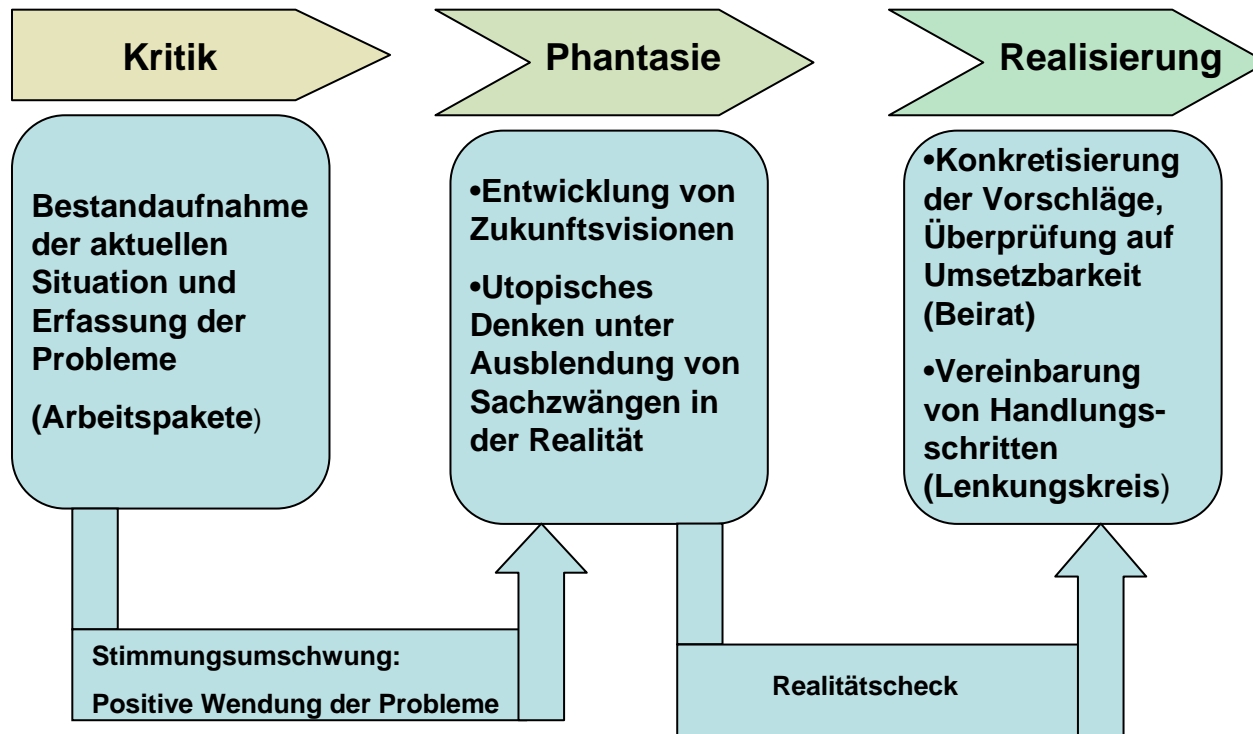 Kritik
Phantasie
Realisierung
Bestandaufnahme
der aktuellen
Situation und
Erfassung der
Probleme
(Arbeitspakete)
•Entwicklung von
Zukunftsvisionen
•Utopisches
Denken unter
Ausblendung von
Sachzwängen in
der Realität
•Konkretisierung
der Vorschläge,
Überprüfung auf
Umsetzbarkeit
(Beirat)
•Vereinbarung
von Handlungs-
schritten
(Lenkungskreis)
Stimmungsumschwung:
Positive Wendung der Probleme
Realitätscheck